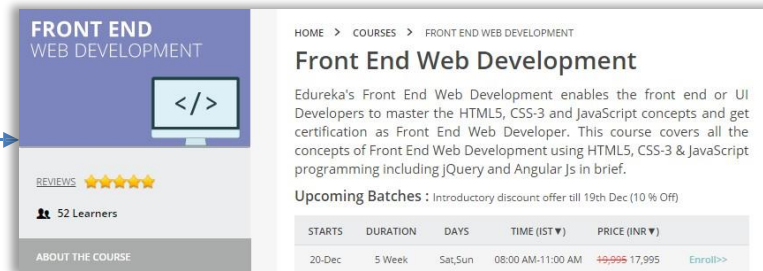 FRONT END
WEB DEVELOPMENT
</>
REVIEWS
52 Learners
ABOUT THE COURSE
HOME > COURSES > FRONT END WEB DEVELOPMENT
Front End Web Development
Edureka's Front End Web Development enables the front end or UI
Developers to master the HTML5, CSS-3 and JavaScript concepts and get
certification as Front End Web Developer. This course covers all the
concepts of Front End Web Development using HTML5, CSS-3 & JavaScript
programming including jQuery and Angular Js in brief.
Upcoming Batches : Introductory discount offer till 19th Dec (10 % Off)
STARTS DURATION DAYS TIME (IST▼) PRICE (INR▼)
20-Dec 5 Week Sat,Sun 08:00 AM-11:00 AM 19,995 17,995 Enroll>>